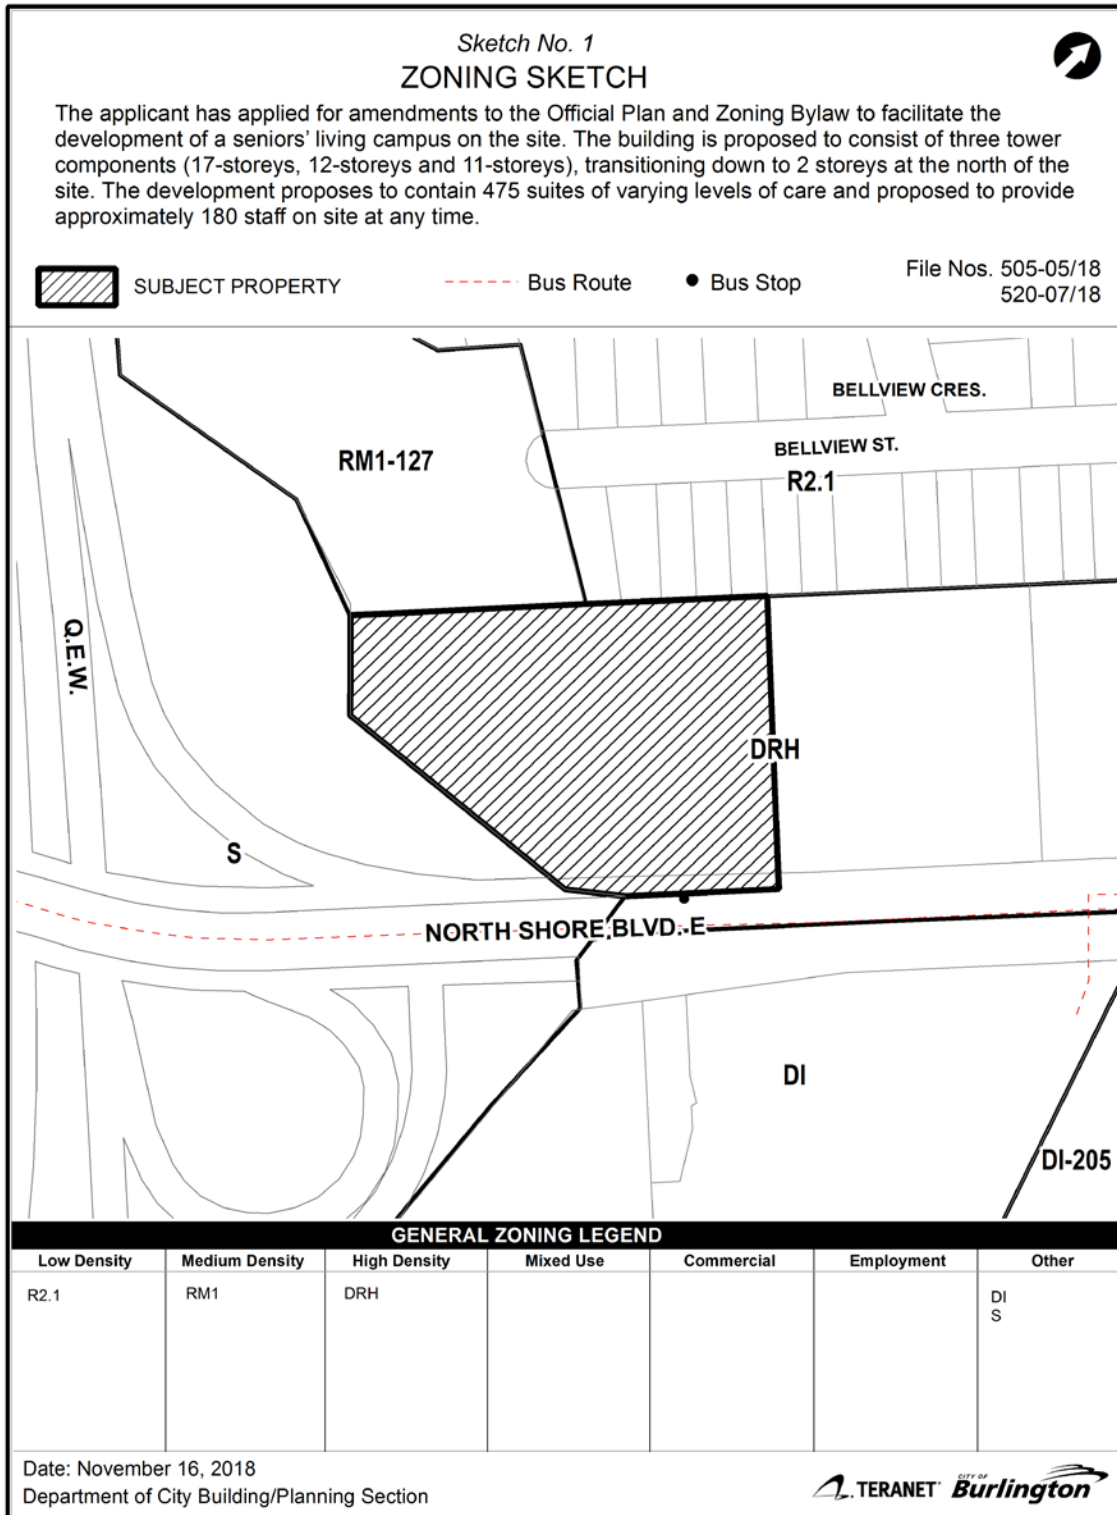 Sketch No. 1
ZONING SKETCH
The applicant has applied for amendments to the Official Plan and Zoning Bylaw to facilitate the
development of a seniors' living campus on the site. The building is proposed to consist of three tower
components (17-storeys, 12-storeys and 11-storeys), transitioning down to 2 storeys at the north of the
site. The development proposes to contain 475 suites of varying levels of care and proposed to provide
approximately 180 staff on site at any time.
SUBJECT PROPERTY
Bus Route
Bus Stop
File Nos. 505-05/18
520-07/18
BELLVIEW CRES.
BELLVIEW ST.
RM1-127
R2.1
Q.E.W.
DRH
S
NORTH SHORE BLVD. E
DI
DI-205
GENERAL ZONING LEGEND
Low Density Medium Density High Density Mixed Use Commercial Employment Other
R2.1 RM1 DRH DI
S
Date: November 16, 2018
Department of City Building/Planning Section
TERANET
CITY OF
Burlington